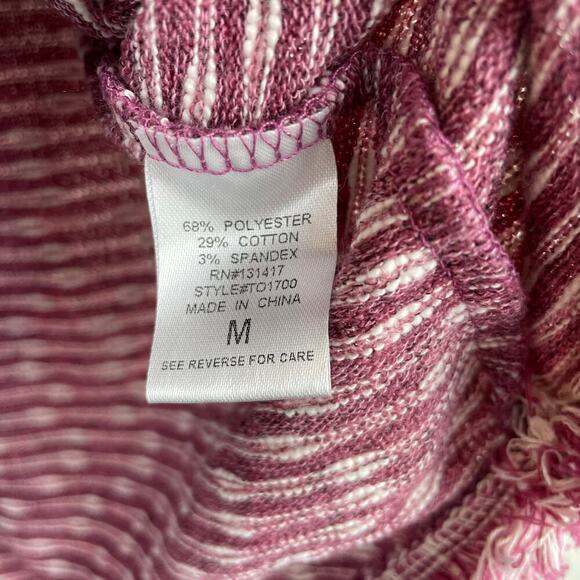 68% POLYESTER
29% COTTON
3% SPANDEX
RN#131417
STYLE#TO1700
MADE IN CHINA
M
SEE REVERSE FOR CARE